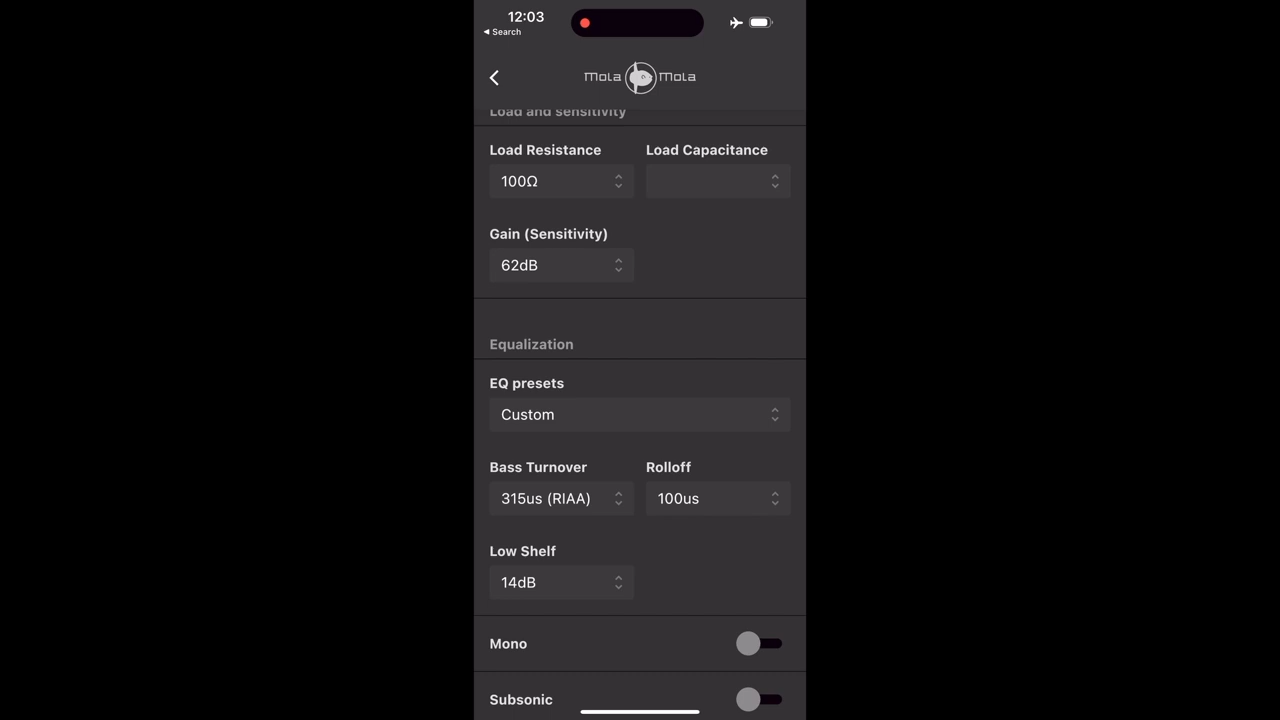 12:03
◀ Search
mola mola
Load and sensitivity
Load Resistance
Load Capacitance
100Ω
Gain (Sensitivity)
62dB
Equalization
EQ presets
Custom
Bass Turnover
Rolloff
315us (RIAA)
100us
Low Shelf
14dB
Mono
Subsonic